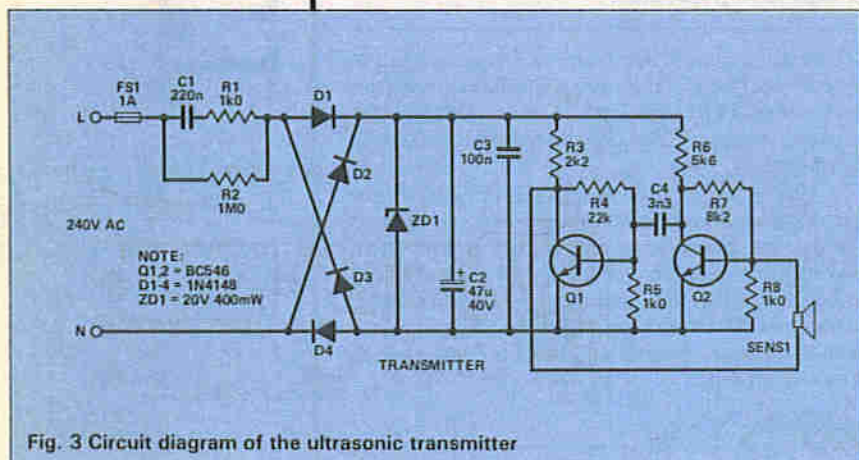 FS1
1A
C1
220n
R1
1k0
D1
L
R2
1M0
D2
C3
100n
R3
2k2
R6
5k6
R4
22k
C4
3n3
R7
8k2
240V AC
ZD1
NOTE:
Q1,2 = BC546
D1-4 = 1N4148
ZD1 = 20V 400mW
D3
+
C2
47u
40V
Q1
R5
1k0
Q2
R8
1k0
SENS1
N
D4
TRANSMITTER
Fig. 3 Circuit diagram of the ultrasonic transmitter